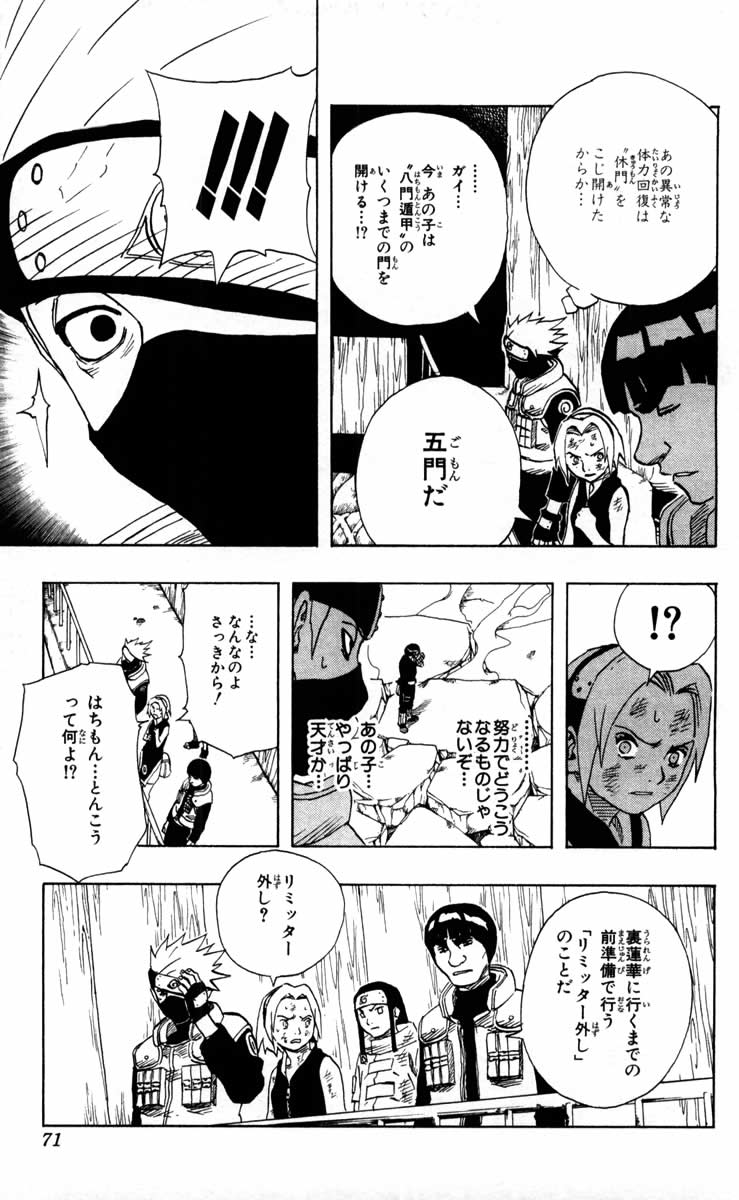 あの異常な
体力回復は
〝休門〟を
こじ開けた
からか…
……
ガイ…
今 あの子は
〝八門遁甲〟の
いくつまでの門を
開ける…!?
五門だ
!!!
!?
………
努力でどうこう
なるものじゃ
ないぞ…
あの子…
やっぱり
天才か…
…な…
なんなのよ
さっきから！
はちもん…とんこう
って何よ!?
裏蓮華に行くまでの
前準備で行う
「リミッター外し」
のことだ
リミッター
外し？
71